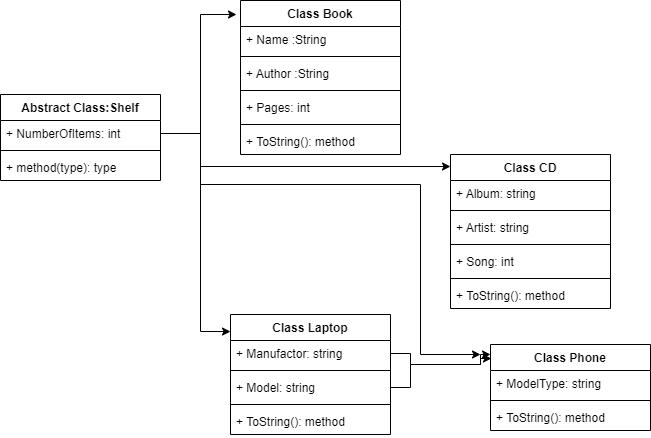 Class Book
+ Name :String
+ Author :String
+ Pages: int
+ ToString(): method
Abstract Class:Shelf
+ NumberOfItems: int
+ method(type): type
Class CD
+ Album: string
+ Artist: string
+ Song: int
+ ToString(): method
Class Laptop
+ Manufactor: string
+ Model: string
+ ToString(): method
Class Phone
+ ModelType: string
+ ToString(): method